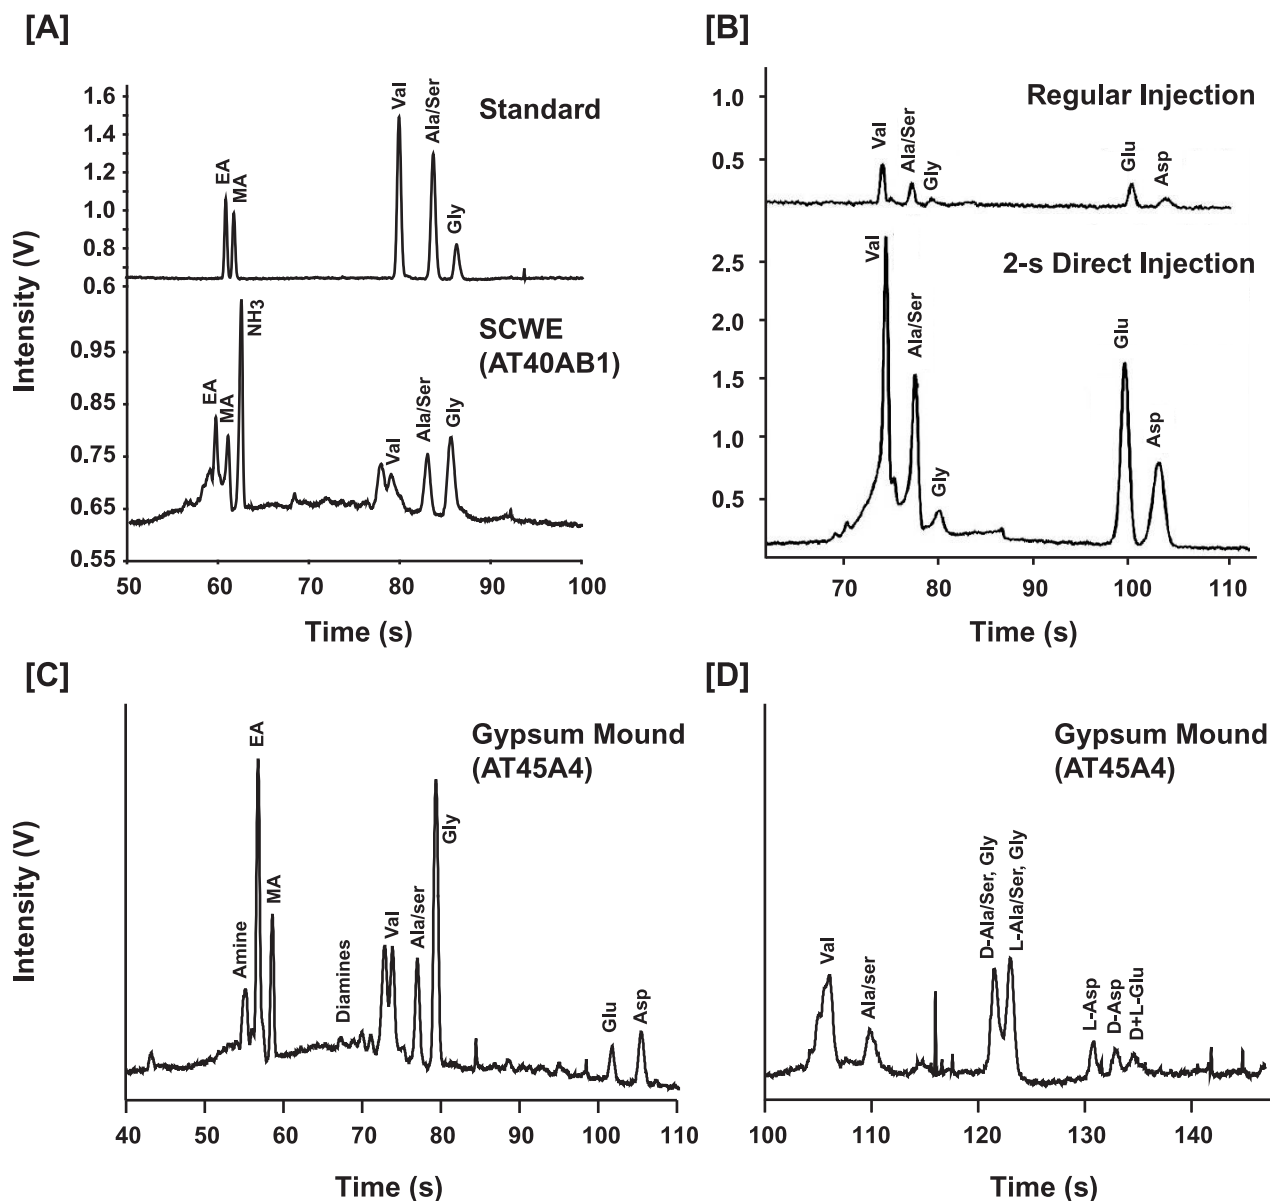 [A]
Intensity (V)
1.6
1.4
1.2
1.0
0.8
0.6
EA
MA
Val
Ala/Ser
Gly
Standard
0.95
0.85
0.75
0.65
0.55
EA
MA
NH3
Val
Ala/Ser
Gly
SCWE
(AT40AB1)
50 60 70 80 90 100
Time (s)
[B]
1.0
0.5
Val
Ala/Ser
Gly
Glu
Asp
Regular Injection
2.5
2.0
1.5
1.0
0.5
Val
Ala/Ser
Gly
Glu
Asp
2-s Direct Injection
70 80 90 100 110
Time (s)
[C]
Intensity (V)
Amine
EA
MA
Diamines
Val
Ala/ser
Gly
Glu
Asp
Gypsum Mound
(AT45A4)
40 50 60 70 80 90 100 110
Time (s)
[D]
Val
Ala/ser
D-Ala/Ser, Gly
L-Ala/Ser, Gly
L-Asp
D-Asp
D+L-Glu
Gypsum Mound
(AT45A4)
100 110 120 130 140
Time (s)